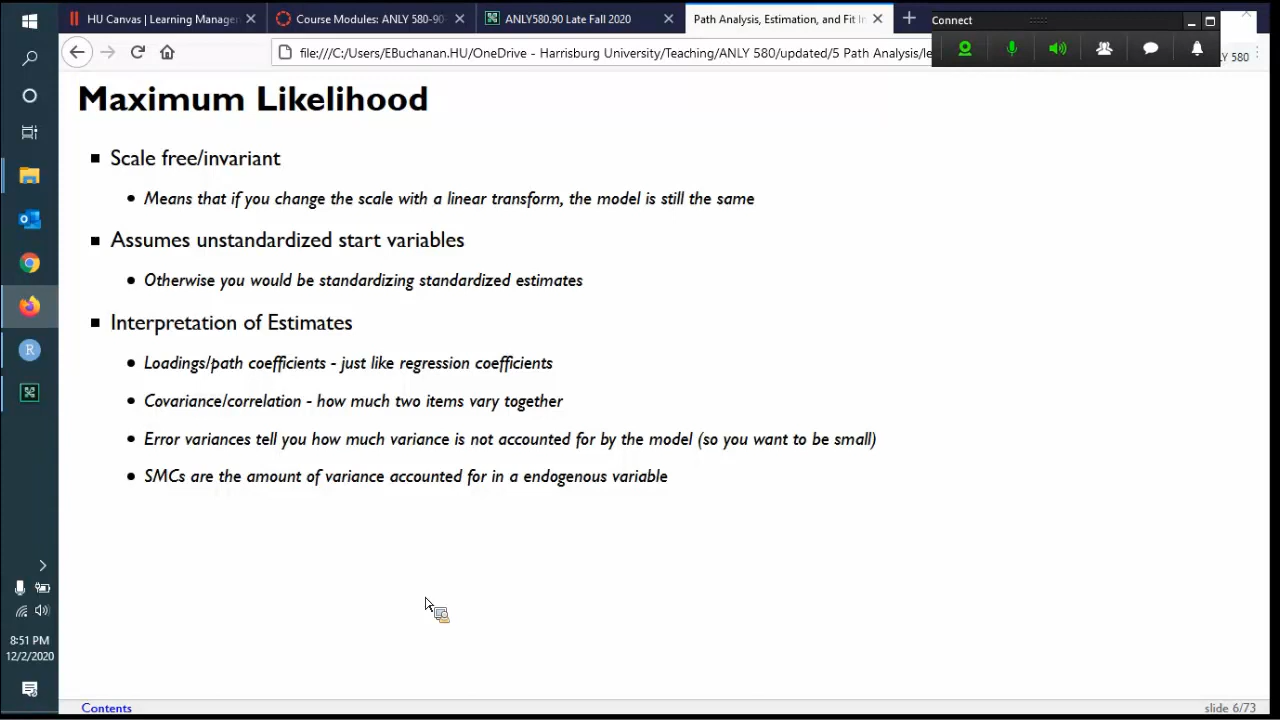 HU Canvas | Learning Manage
Course Modules: ANLY 580-90
ANLY580.90 Late Fall 2020
Path Analysis, Estimation, and Fit In
Connect
file:///C:/Users/EBuchanan.HU/OneDrive - Harrisburg University/Teaching/ANLY 580/updated/5 Path Analysis/le
LY 580
Maximum Likelihood
Scale free/invariant
Means that if you change the scale with a linear transform, the model is still the same
Assumes unstandardized start variables
Otherwise you would be standardizing standardized estimates
Interpretation of Estimates
Loadings/path coefficients - just like regression coefficients
Covariance/correlation - how much two items vary together
Error variances tell you how much variance is not accounted for by the model (so you want to be small)
SMCs are the amount of variance accounted for in a endogenous variable
8:51 PM
12/2/2020
Contents
slide 6/73